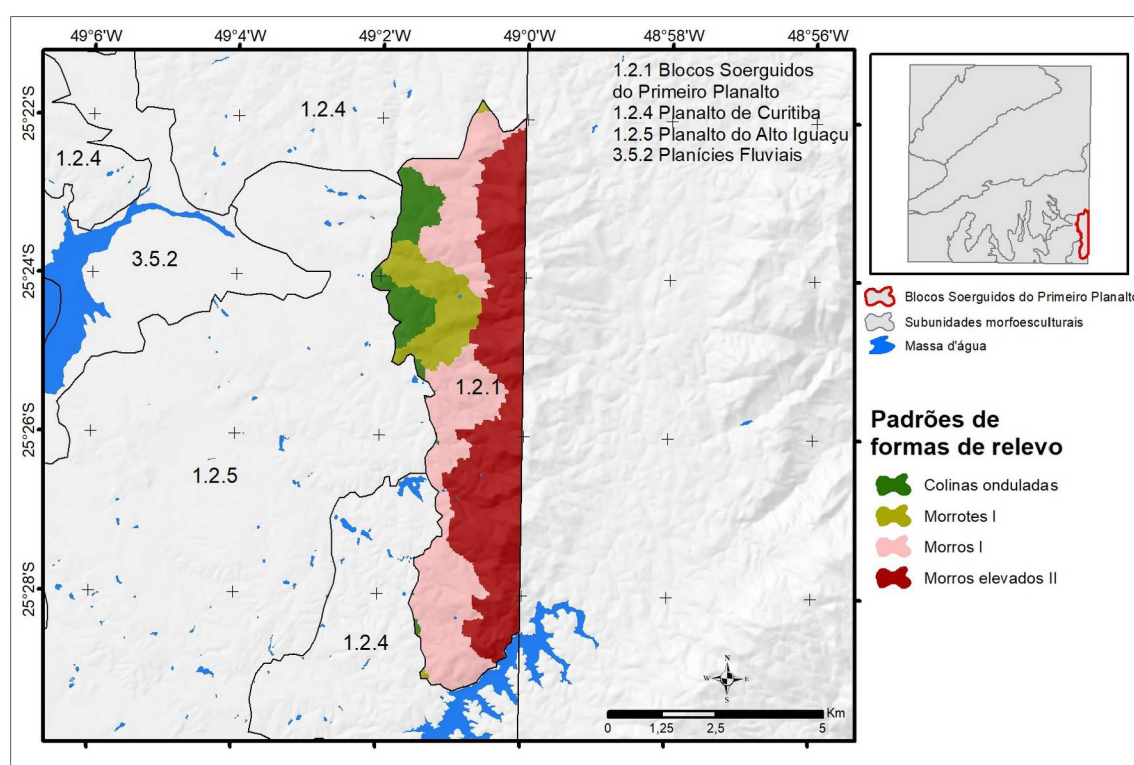 49°6'W
49°4'W
49°2'W
49°0'W
48°58'W
48°56'W
25°22'S
25°24'S
25°26'S
25°28'S
1.2.1 Blocos Soerguidos
do Primeiro Planalto
1.2.4 Planalto de Curitiba
1.2.5 Planalto do Alto Iguaçu
3.5.2 Planícies Fluviais
1.2.4
1.2.4
3.5.2
1.2.1
1.2.5
1.2.4
N
W
E
S
Km
0
1,25
2,5
5
Blocos Soerguidos do Primeiro Planalto
Subunidades morfoesculturais
Massa d'água
Padrões de
formas de relevo
Colinas onduladas
Morrotes I
Morros I
Morros elevados II